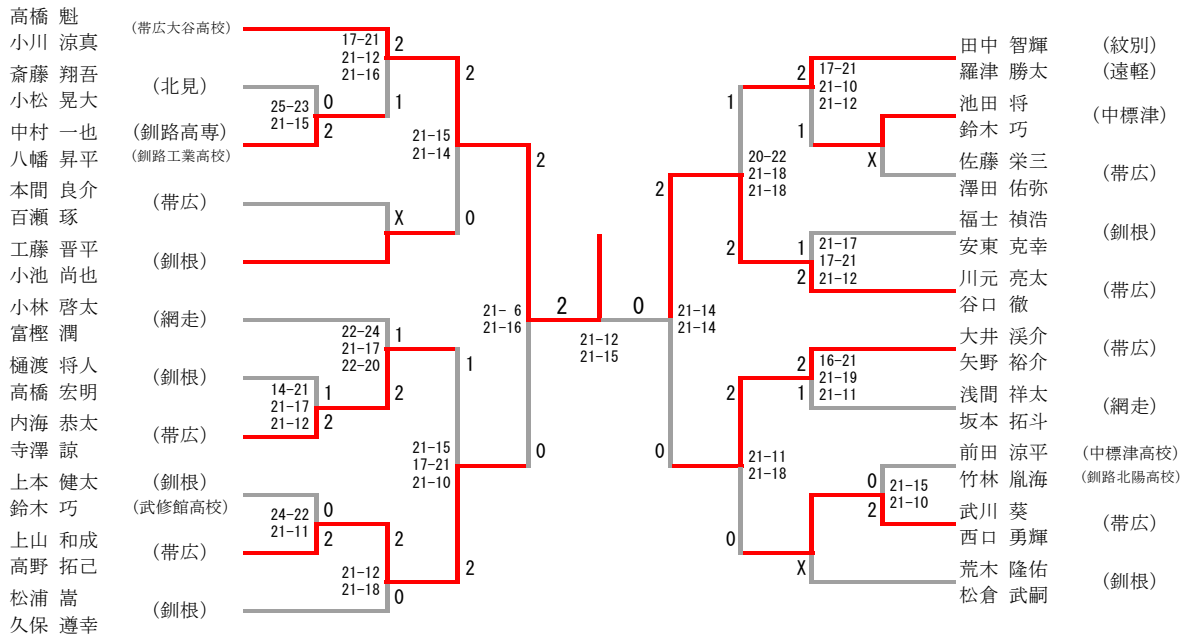 高橋 魁
小川 涼真
(帯広大谷高校)
斎藤 翔吾
小松 晃大
(北見)
中村 一也
(釧路高専)
八幡 昇平
(釧路工業高校)
本間 良介
百瀬 琢
(帯広)
工藤 晋平
小池 尚也
(釧根)
小林 啓太
富樫 潤
(網走)
樋渡 将人
高橋 宏明
(釧根)
内海 恭太
寺澤 諒
(帯広)
上本 健太
(釧根)
鈴木 巧
(武修館高校)
上山 和成
高野 拓己
(帯広)
松浦 嵩
久保 遵幸
(釧根)
17-21
21-12
21-16
2
1
25-23
21-15
0
2
21-15
21-14
2
0
X
22-24
21-17
22-20
1
2
14-21
21-17
21-12
1
2
21-15
17-21
21-10
1
2
24-22
21-11
0
2
21-12
21-18
2
0
21- 6
21-16
2
0
2
0
21-12
21-15
21-14
21-14
2
0
20-22
21-18
21-18
1
2
17-21
21-10
21-12
2
1
X
21-17
17-21
21-12
1
2
16-21
21-19
21-11
2
1
21-11
21-18
2
0
21-15
21-10
0
2
X
田中 智輝 (紋別)
羅津 勝太 (遠軽)
池田 将
鈴木 巧
(中標津)
佐藤 栄三
澤田 佑弥
(帯広)
福士 禎浩
安東 克幸
(釧根)
川元 亮太
谷口 徹
(帯広)
大井 渓介
矢野 裕介
(帯広)
浅間 祥太
坂本 拓斗
(網走)
前田 涼平 (中標津高校)
竹林 胤海 (釧路北陽高校)
武川 葵
西口 勇輝
(帯広)
荒木 隆佑
松倉 武嗣
(釧根)